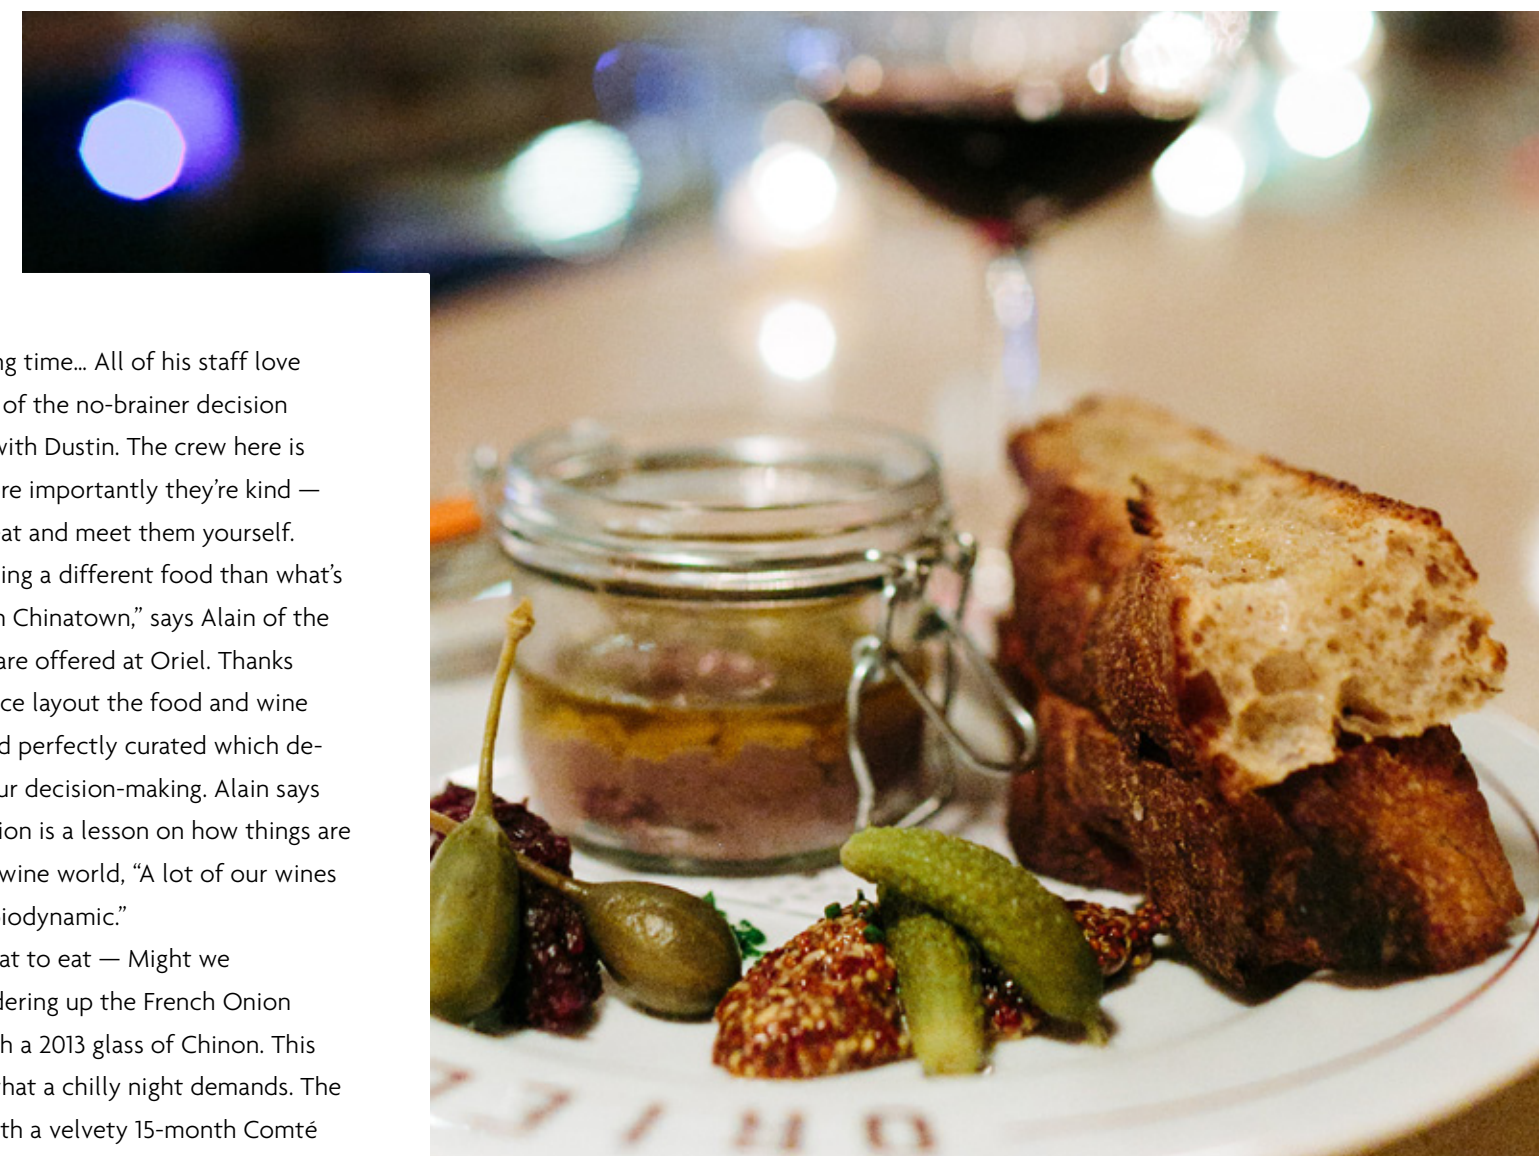 ng time... All of his staff love
of the no-brainer decision
with Dustin. The crew here is
re importantly they’re kind —
at and meet them yourself.
ing a different food than what’s
n Chinatown,” says Alain of the
are offered at Oriel. Thanks
ce layout the food and wine
d perfectly curated which de-
ur decision-making. Alain says
ion is a lesson on how things are
wine world, “A lot of our wines
biodynamic.”
at to eat — Might we
dering up the French Onion
h a 2013 glass of Chinon. This
what a chilly night demands. The
th a velvety 15-month Comté
ORIEL